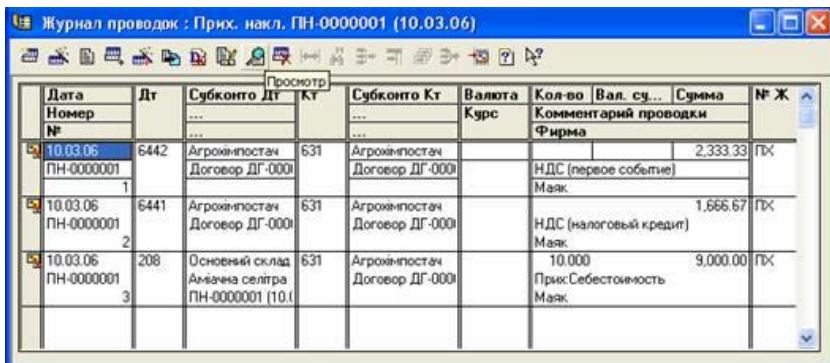 Журнал проводок : Прих. накл. ПН-0000001 (10.03.06)
Просмотр
Дата Дт Субконто Дт Кт Субконто Кт Валюта Кол-во Вал. су... Сумма № Ж
Номер ... ... Курс Комментарий проводки
№ ... ... Фирма
10.03.06 6442 Агрохімпостач 631 Агрохімпостач 2,333.33 ПХ
ПН-0000001 Договор ДГ-000 Договор ДГ-000 НДС (первое событие)
1 Маяк
10.03.06 6441 Агрохімпостач 631 Агрохімпостач 1,666.67 ПХ
ПН-0000001 Договор ДГ-000 Договор ДГ-000 НДС (налоговый кредит)
2 Маяк
10.03.06 208 Основний склад 631 Агрохімпостач 10.000 9,000.00 ПХ
ПН-0000001 Аміачна селітра Договор ДГ-000 Прих:Себестоимость
3 ПН-0000001 (10.0 Маяк